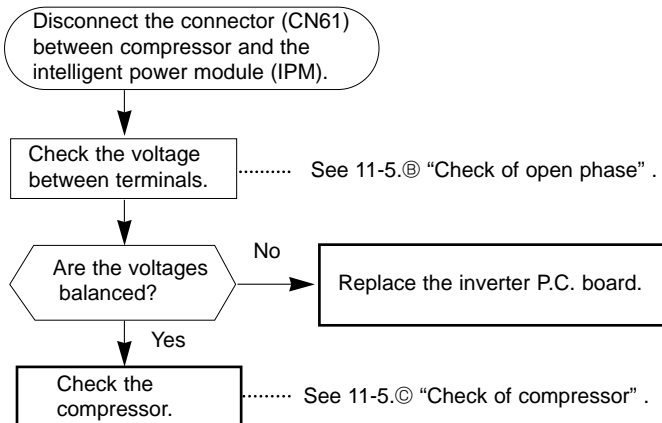 Disconnect the connector (CN61)
between compressor and the
intelligent power module (IPM).
Check the voltage
between terminals.
See 11-5.Ⓑ “Check of open phase” .
Are the voltages
balanced?
No
Replace the inverter P.C. board.
Yes
Check the
compressor.
See 11-5.Ⓒ “Check of compressor” .